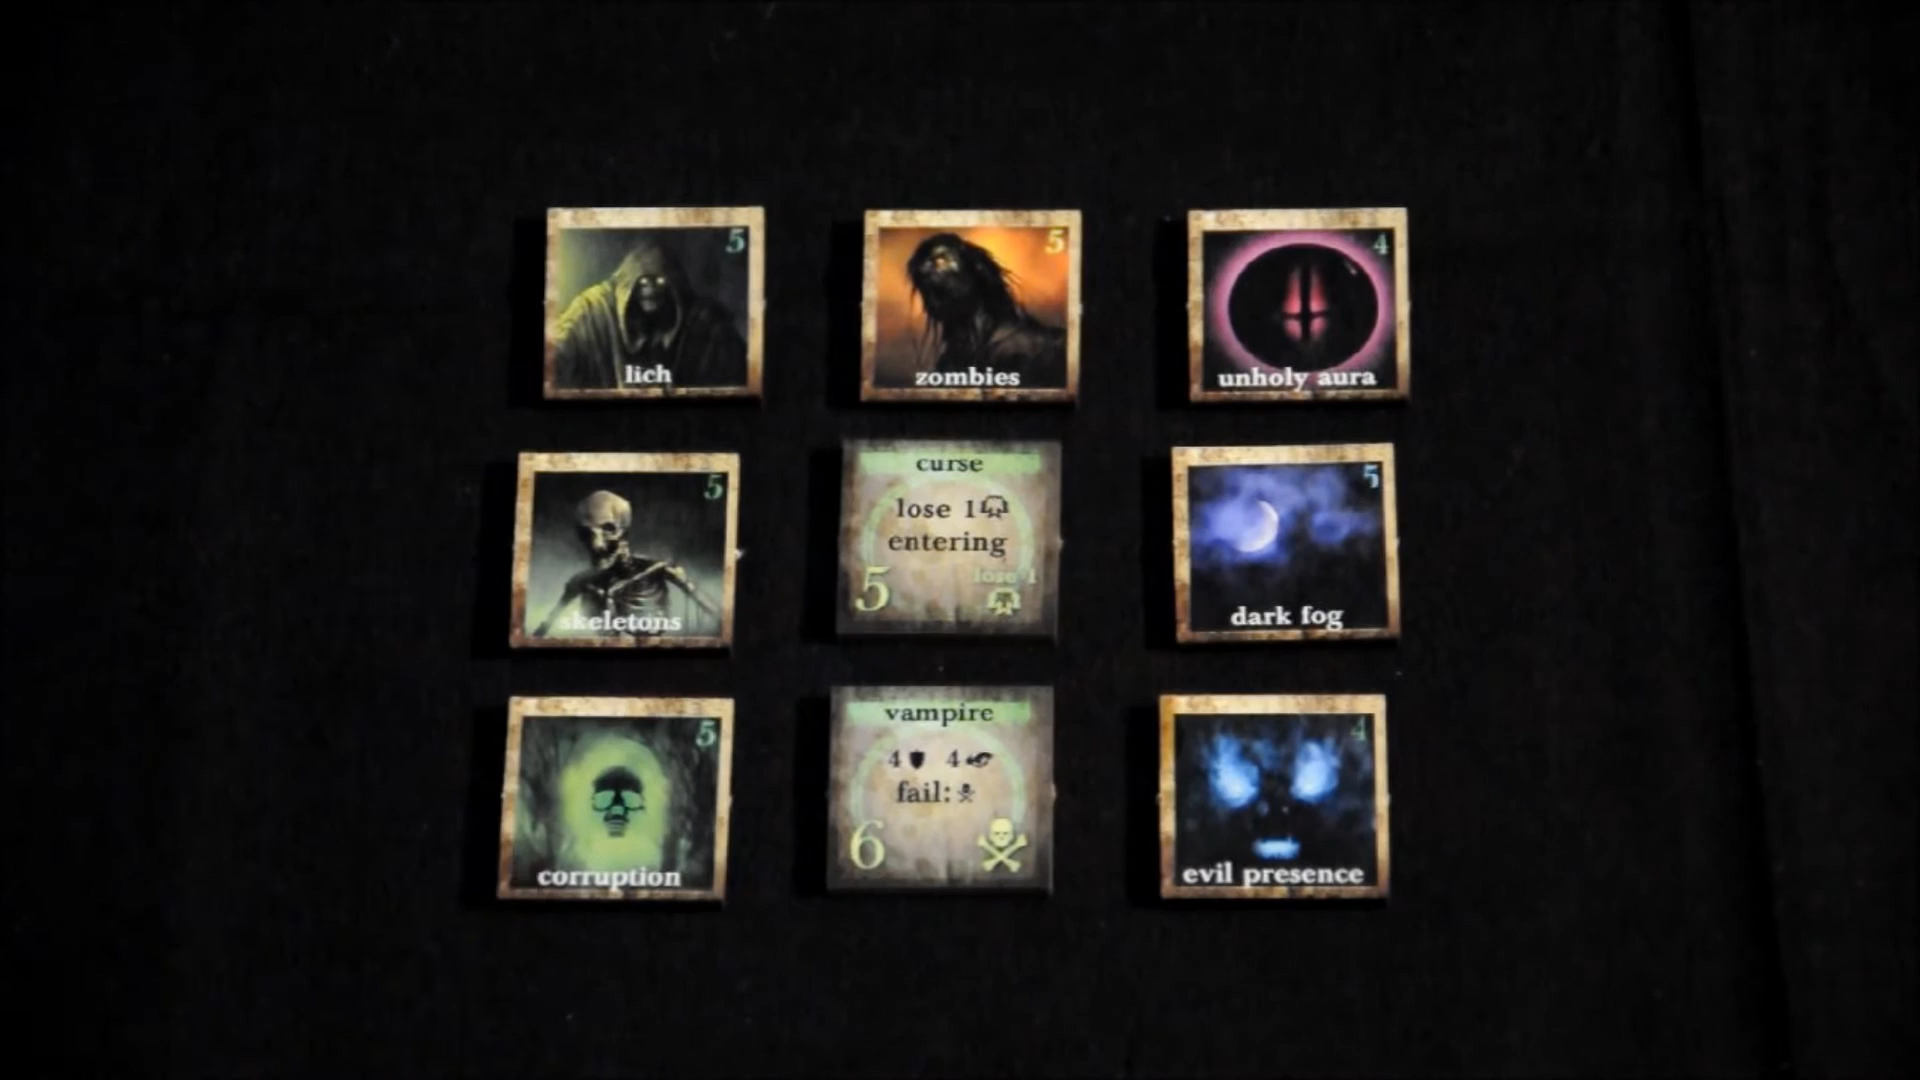 5
lich
5
zombies
4
unholy aura
5
skeletons
curse
lose 1
entering
5
lose 1
5
dark fog
5
corruption
vampire
4 4
fail:
6
4
evil presence